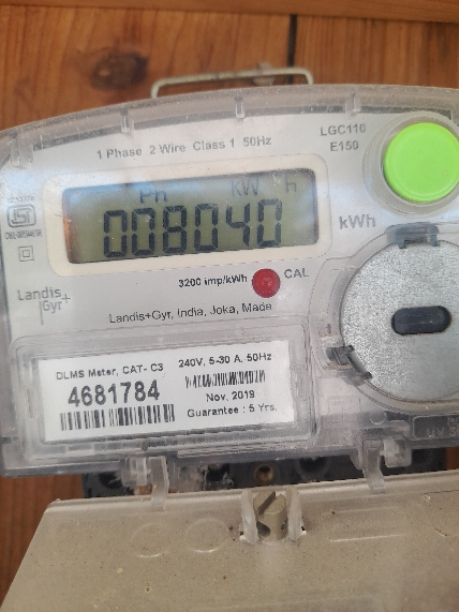 LGC110
E150
1 Phase 2 Wire Class 1 50Hz
Ph KW h
008040
kWh
3200 imp/kWh CAL
Landis+
Gyr
Landis+Gyr, India, Joka, Made
DLMS Meter, CAT- C3
240V, 5-30 A, 50Hz
4681784
Nov. 2019
Guarantee : 5 Yrs.